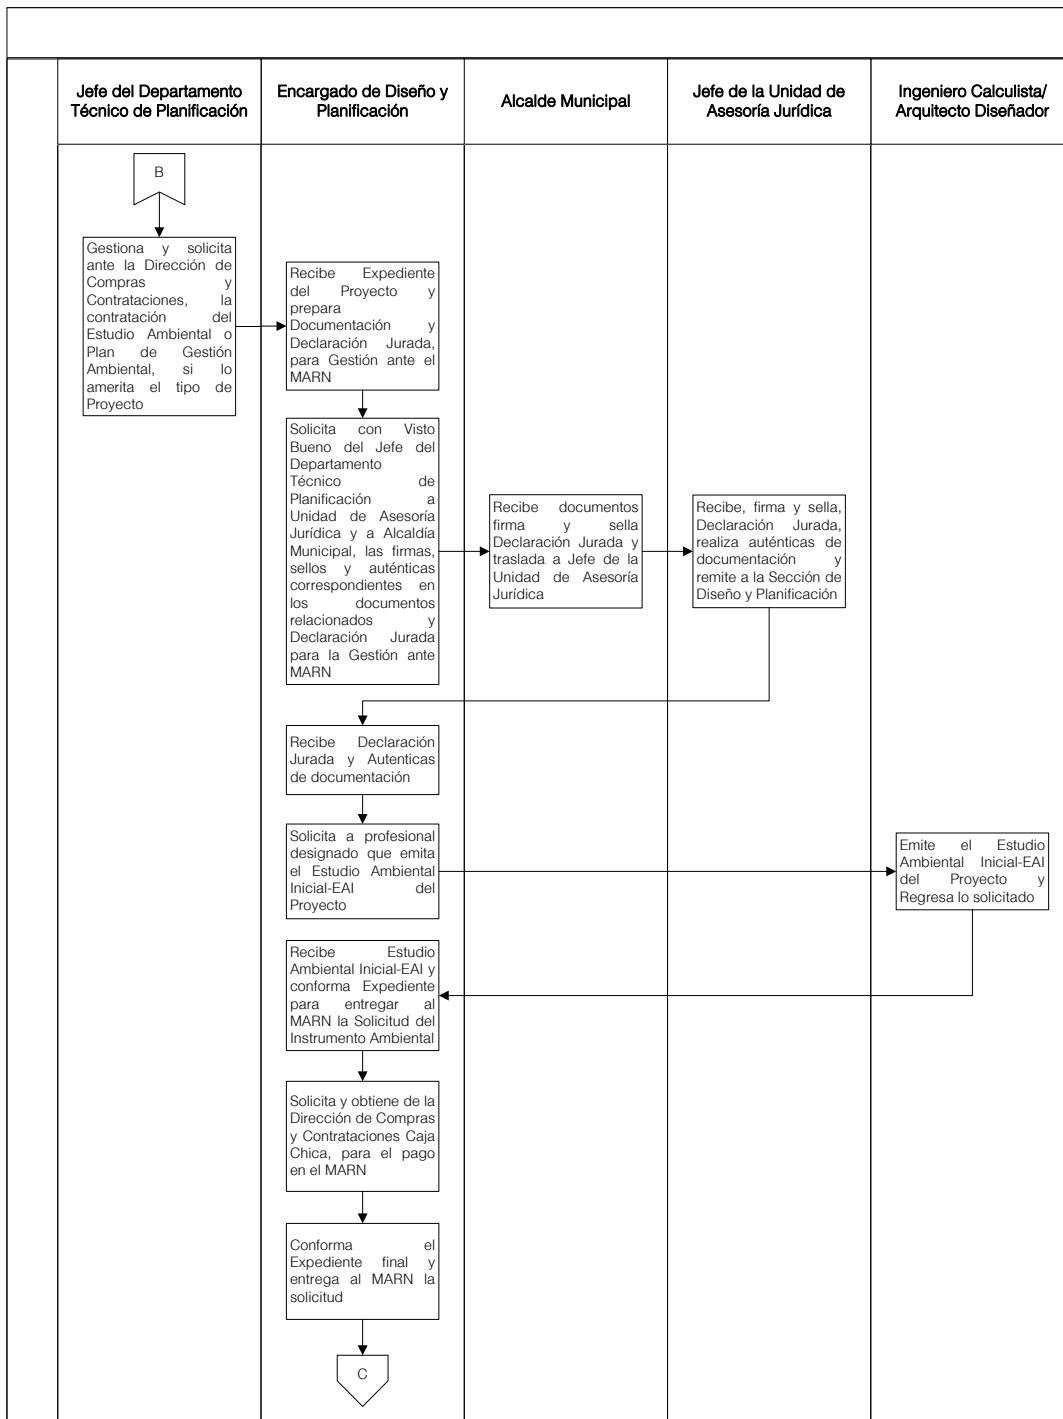 Jefe del Departamento
Técnico de Planificación
Encargado de Diseño y
Planificación
Alcalde Municipal
Jefe de la Unidad de
Asesoría Jurídica
Ingeniero Calculista/
Arquitecto Diseñador
B
Gestiona y solicita
ante la Dirección de
Compras y
Contrataciones, la
contratación del
Estudio Ambiental o
Plan de Gestión
Ambiental, si lo
amerita el tipo de
Proyecto
Recibe Expediente
del Proyecto y
prepara
Documentación y
Declaración Jurada,
para Gestión ante el
MARN
Solicita con Visto
Bueno del Jefe del
Departamento
Técnico de
Planificación a
Unidad de Asesoría
Jurídica y a Alcaldía
Municipal, las firmas,
sellos y auténticas
correspondientes en
los documentos
relacionados y
Declaración Jurada
para la Gestión ante
MARN
Recibe documentos
firma y sella
Declaración Jurada y
traslada a Jefe de la
Unidad de Asesoría
Jurídica
Recibe, firma y sella,
Declaración Jurada,
realiza auténticas de
documentación y
remite a la Sección de
Diseño y Planificación
Recibe Declaración
Jurada y Autenticas
de documentación
Solicita a profesional
designado que emita
el Estudio Ambiental
Inicial-EAI del
Proyecto
Emite el Estudio
Ambiental Inicial-EAI
del Proyecto y
Regresa lo solicitado
Recibe Estudio
Ambiental Inicial-EAI y
conforma Expediente
para entregar al
MARN la Solicitud del
Instrumento Ambiental
Solicita y obtiene de la
Dirección de Compras
y Contrataciones Caja
Chica, para el pago
en el MARN
Conforma el
Expediente final y
entrega al MARN la
solicitud
C